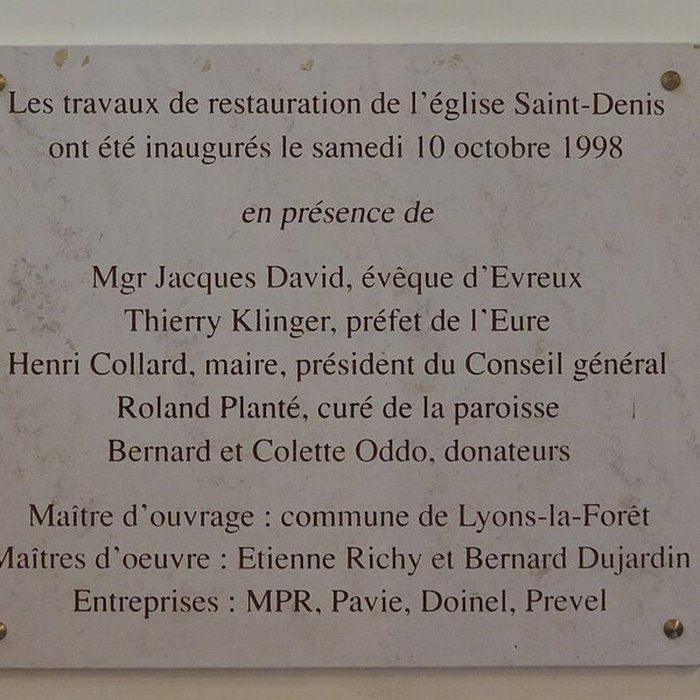 Les travaux de restauration de l'église Saint-Denis
ont été inaugurés le samedi 10 octobre 1998
en présence de
Mgr Jacques David, évêque d'Evreux
Thierry Klinger, préfet de l'Eure
Henri Collard, maire, président du Conseil général
Roland Planté, curé de la paroisse
Bernard et Colette Oddo, donateurs
Maître d'ouvrage : commune de Lyons-la-Forêt
Maîtres d'oeuvre : Etienne Richy et Bernard Dujardin
Entreprises : MPR, Pavie, Doinel, Prevel